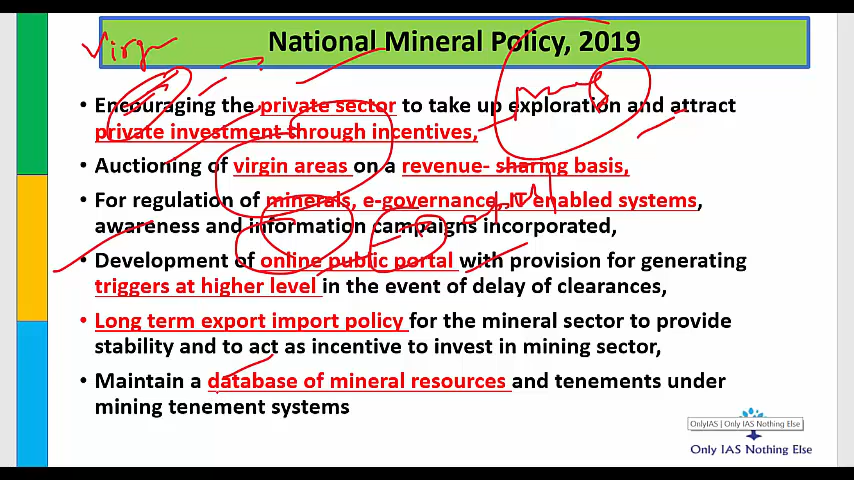 National Mineral Policy, 2019
Virgin
• Encouraging the private sector to take up exploration and attract
private investment through incentives,
• Auctioning of virgin areas on a revenue- sharing basis,
• For regulation of minerals, e-governance, IT enabled systems,
awareness and information campaigns incorporated,
• Development of online public portal with provision for generating
triggers at higher level in the event of delay of clearances,
• Long term export import policy for the mineral sector to provide
stability and to act as incentive to invest in mining sector,
• Maintain a database of mineral resources and tenements under
mining tenement systems
OnlyIAS | Only IAS Nothing Else
Only IAS Nothing Else